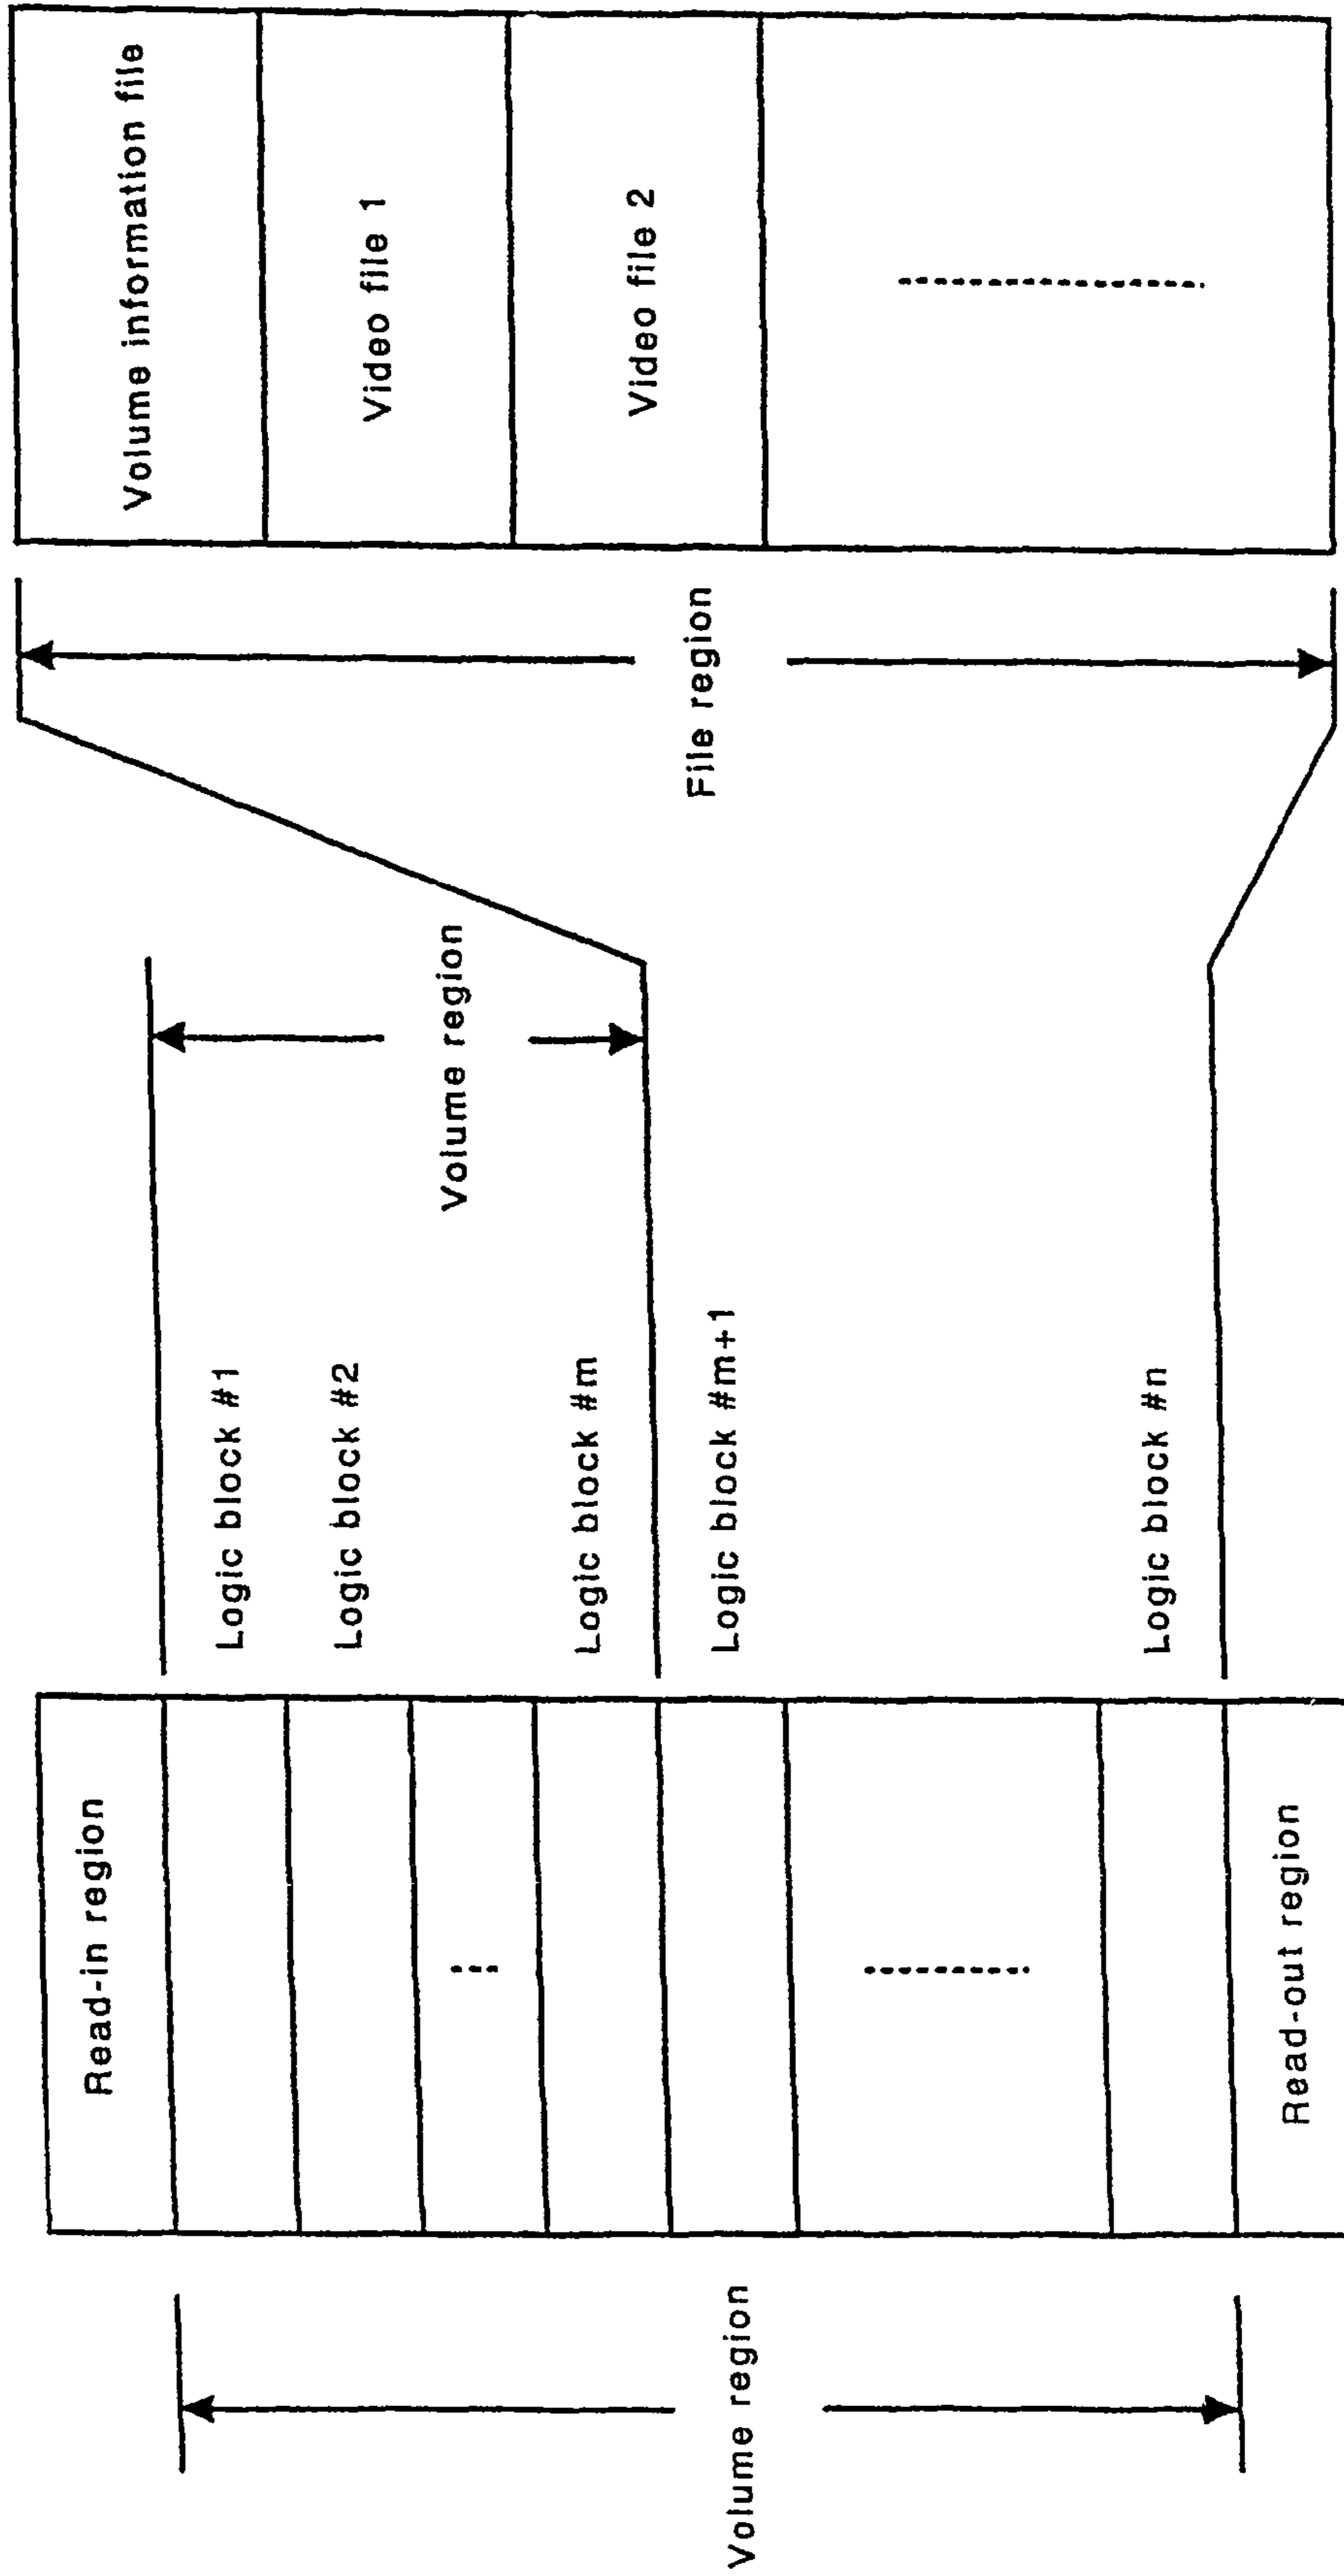 Volume region
Read-in region
Read-out region
Logic block #1
Logic block #2
Logic block #m
Logic block #m+1
Logic block #n
Volume region
File region
Volume information file
Video file 1
Video file 2